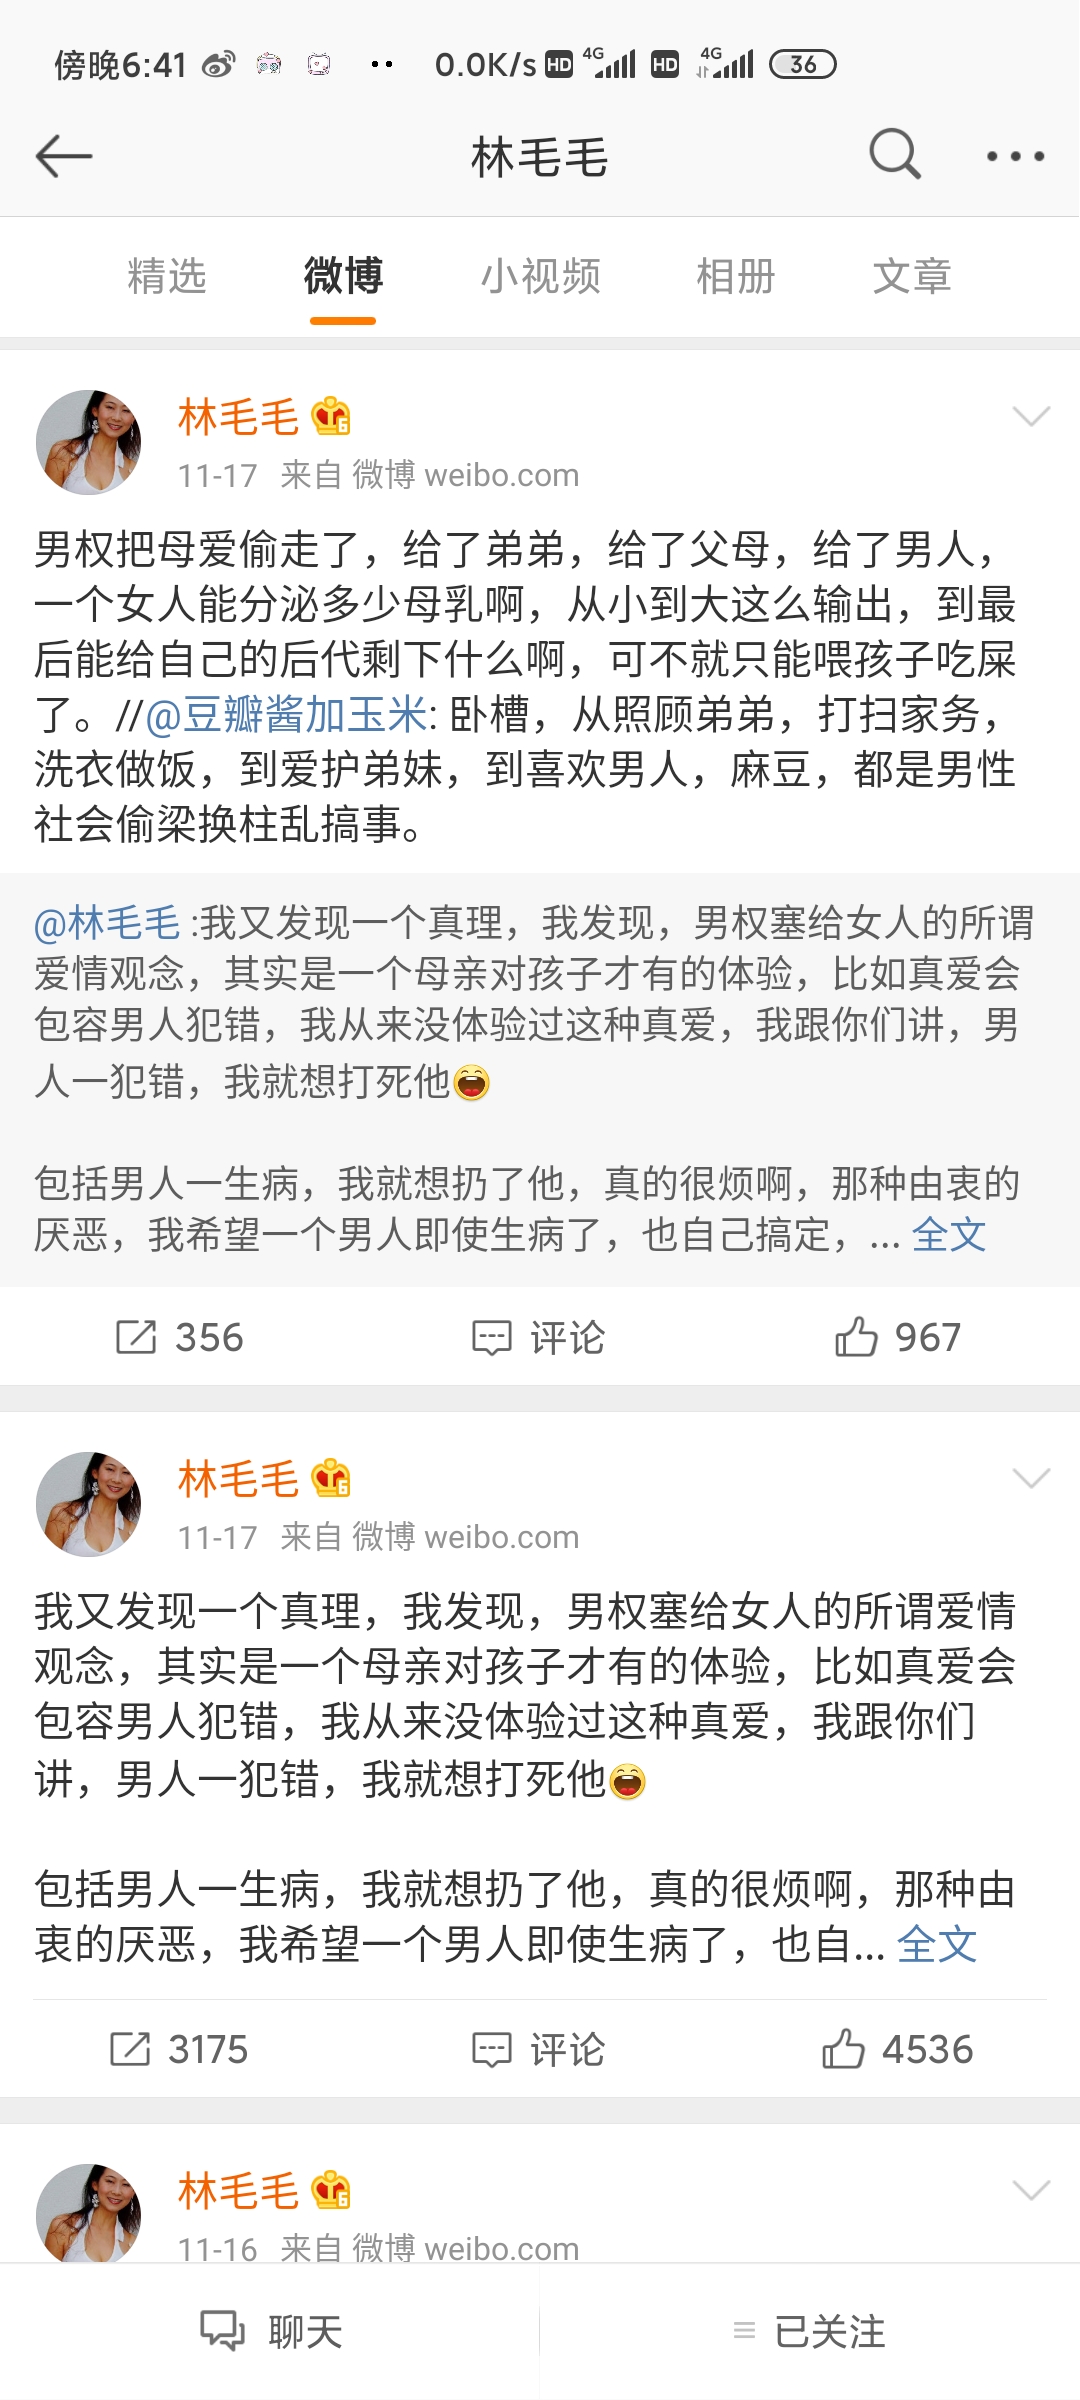 傍晚6:41 0.0K/s HD 4G HD 4G 36
林毛毛
精选 微博 小视频 相册 文章
林毛毛 6
11-17 来自 微博 weibo.com
男权把母爱偷走了，给了弟弟，给了父母，给了男人，
一个女人能分泌多少母乳啊，从小到大这么输出，到最
后能给自己的后代剩下什么啊，可不就只能喂孩子吃屎
了。//@豆瓣酱加玉米: 卧槽，从照顾弟弟，打扫家务，
洗衣做饭，到爱护弟妹，到喜欢男人，麻豆，都是男性
社会偷梁换柱乱搞事。
@林毛毛 :我又发现一个真理，我发现，男权塞给女人的所谓
爱情观念，其实是一个母亲对孩子才有的体验，比如真爱会
包容男人犯错，我从来没体验过这种真爱，我跟你们讲，男
人一犯错，我就想打死他
包括男人一生病，我就想扔了他，真的很烦啊，那种由衷的
厌恶，我希望一个男人即使生病了，也自己搞定，... 全文
356 评论 967
林毛毛 6
11-17 来自 微博 weibo.com
我又发现一个真理，我发现，男权塞给女人的所谓爱情
观念，其实是一个母亲对孩子才有的体验，比如真爱会
包容男人犯错，我从来没体验过这种真爱，我跟你们
讲，男人一犯错，我就想打死他
包括男人一生病，我就想扔了他，真的很烦啊，那种由
衷的厌恶，我希望一个男人即使生病了，也自... 全文
3175 评论 4536
林毛毛 6
11-16 来自 微博 weibo.com
聊天 已关注